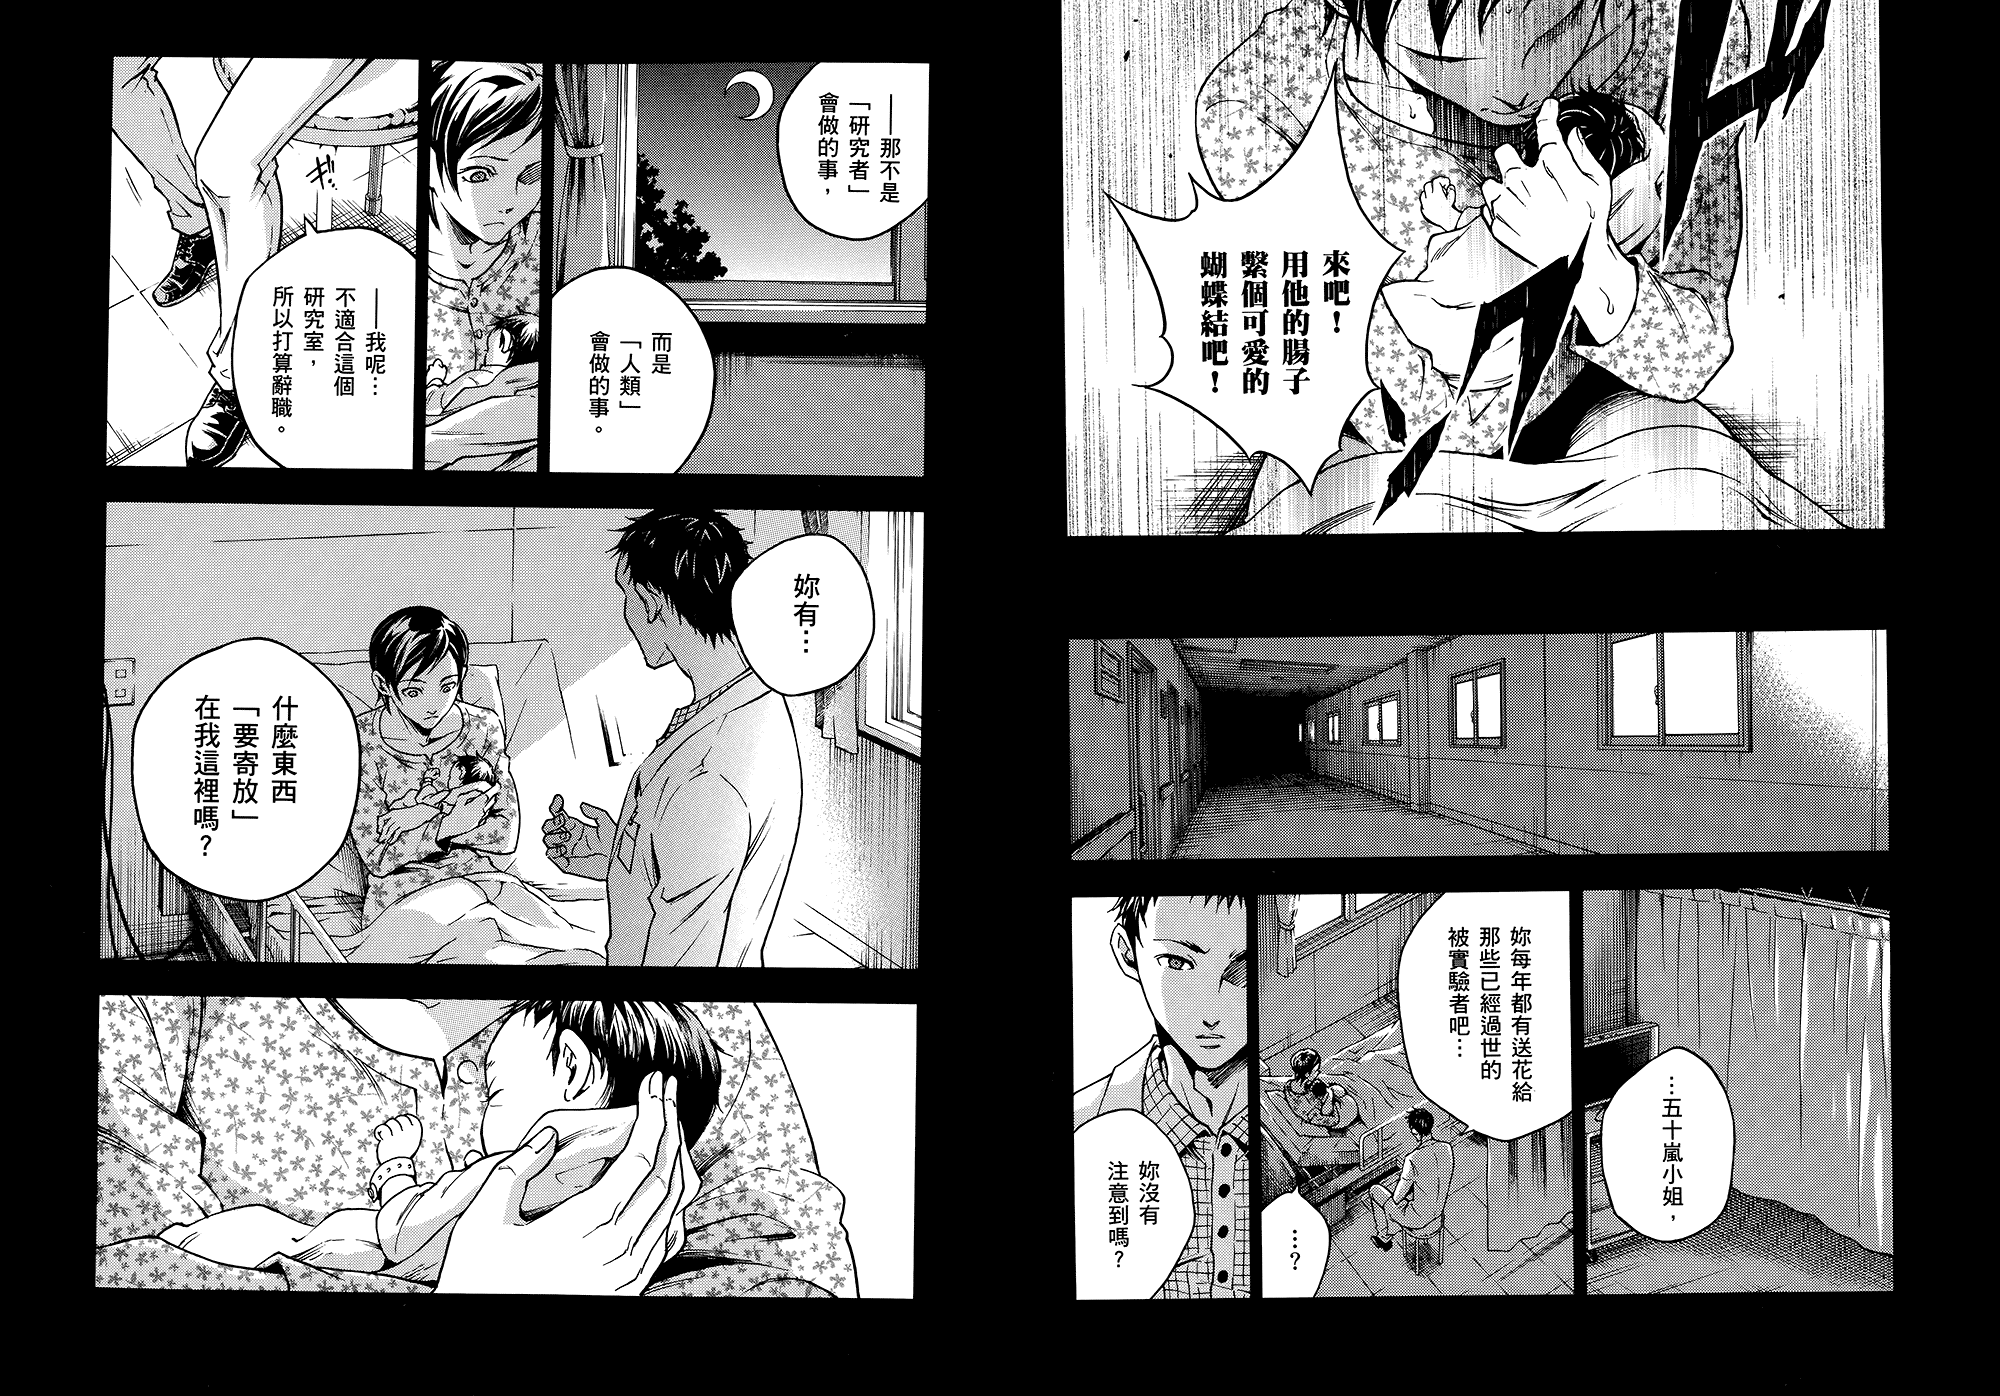 來吧！
用他的腸子
繫個可愛的
蝴蝶結吧！
…五十嵐小姐，
妳每年都有送花給
那些已經過世的
被實驗者吧…
…？
妳沒有
注意到嗎？
——那不是
「研究者」
會做的事，
而是
「人類」
會做的事。
——我呢…
不適合這個
研究室，
所以打算辭職。
妳有…
什麼東西
「要寄放」
在我這裡嗎？